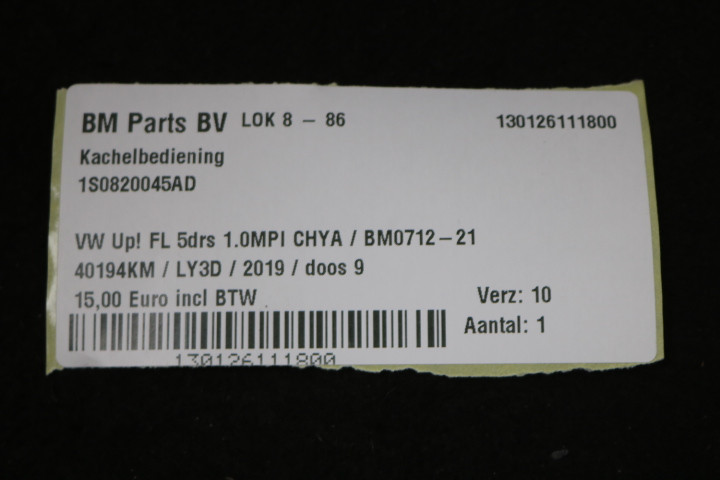 BM Parts BV LOK 8 - 86 130126111800
Kachelbediening
1S0820045AD
VW Up! FL 5drs 1.0MPI CHYA / BM0712-21
40194KM / LY3D / 2019 / doos 9
15,00 Euro incl BTW Verz: 10
Aantal: 1
130126111800